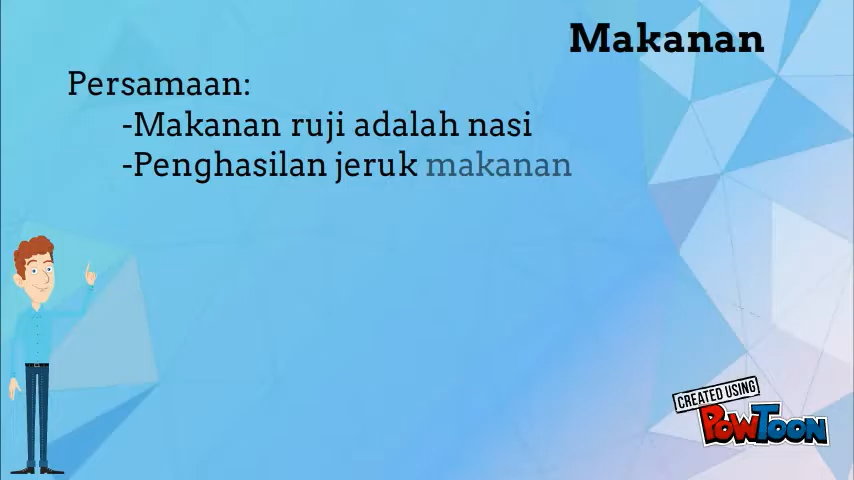 Makanan
Persamaan:
-Makanan ruji adalah nasi
-Penghasilan jeruk makanan
CREATED USING
POWTOON